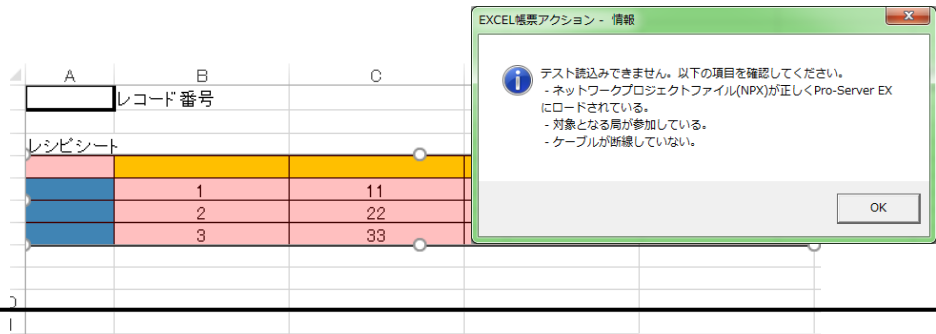 EXCEL帳票アクション - 情報
テスト読込みできません。以下の項目を確認してください。
- ネットワークプロジェクトファイル(NPX)が正しくPro-Server EX
にロードされている。
- 対象となる局が参加している。
- ケーブルが断線していない。
OK
A B C
レコード番号
レシピシート
1 11
2 22
3 33